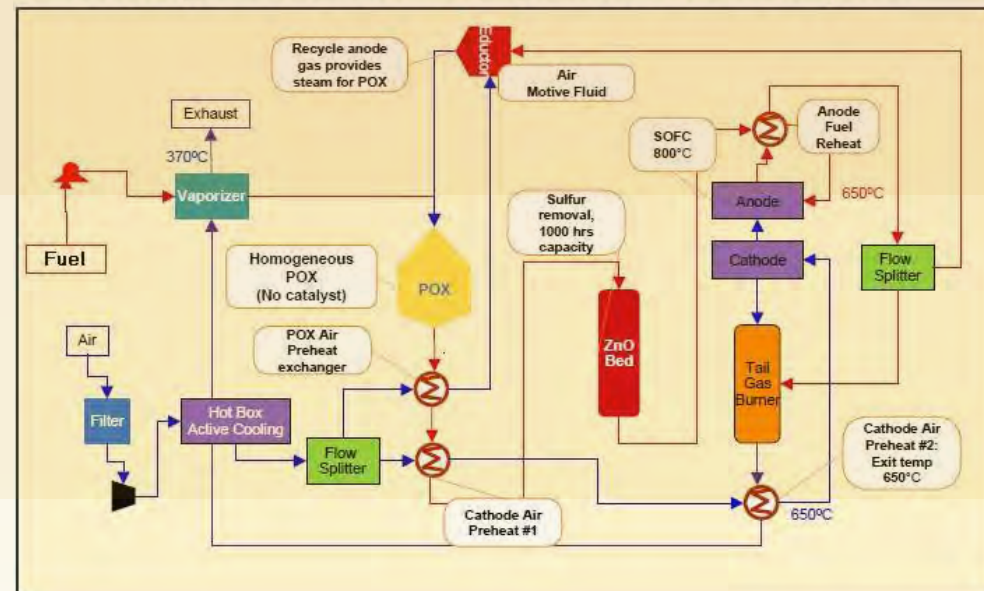 Recycle anode
gas provides
steam for POX
Eductor
Air
Motive Fluid
Exhaust
370ºC
Vaporizer
Fuel
SOFC
800°C
Anode
Fuel
Reheat
Anode
650ºC
Cathode
Flow
Splitter
Sulfur
removal,
1000 hrs
capacity
Homogeneous
POX
(No catalyst)
POX
POX Air
Preheat
exchanger
ZnO
Bed
Tail
Gas
Burner
Air
Filter
Hot Box
Active Cooling
Flow
Splitter
Cathode Air
Preheat #1
Cathode Air
Preheat #2:
Exit temp
650°C
650ºC